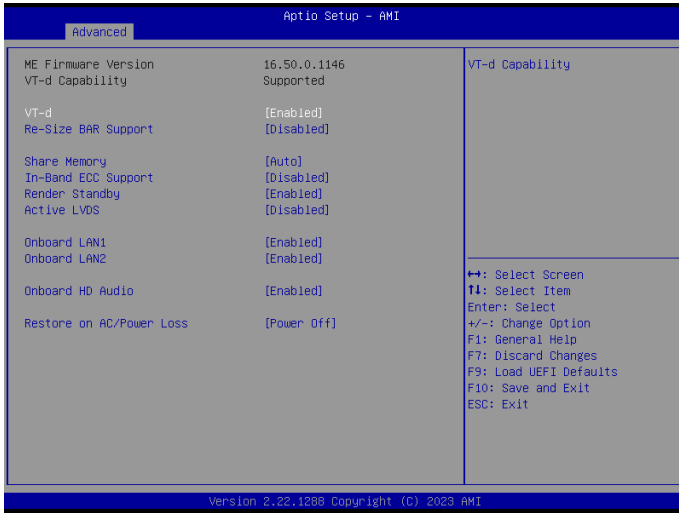 Aptio Setup - AMI
Advanced
ME Firmware Version 16.50.0.1146
VT-d Capability Supported
VT-d [Enabled]
Re-Size BAR Support [Disabled]
Share Memory [Auto]
In-Band ECC Support [Disabled]
Render Standby [Enabled]
Active LVDS [Disabled]
Onboard LAN1 [Enabled]
Onboard LAN2 [Enabled]
Onboard HD Audio [Enabled]
Restore on AC/Power Loss [Power Off]
VT-d Capability
↔: Select Screen
↑↓: Select Item
Enter: Select
+/-: Change Option
F1: General Help
F7: Discard Changes
F9: Load UEFI Defaults
F10: Save and Exit
ESC: Exit
Version 2.22.1288 Copyright (C) 2023 AMI